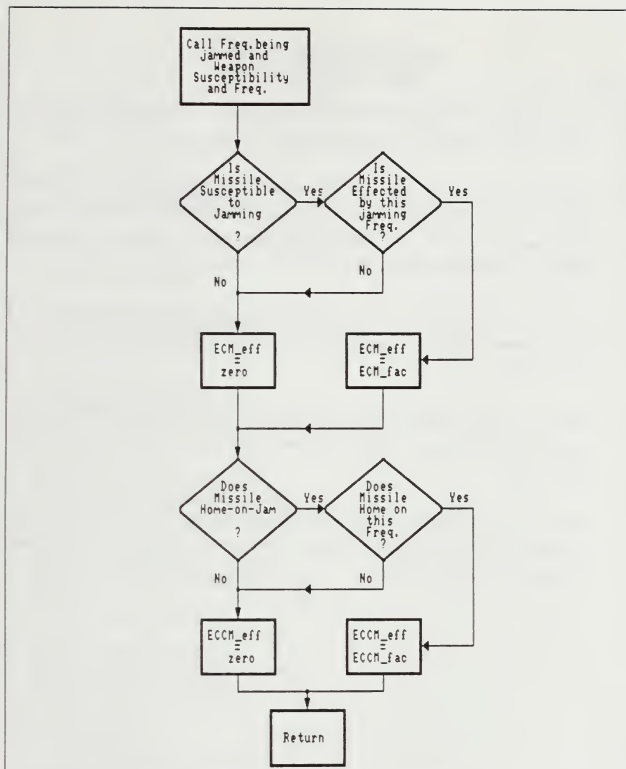 Call Freq.being
Jammed and
Weapon
Susceptibility
and Freq.
Is
Missile
Susceptible
to
Jamming
?
Yes
Is
Missile
Effected
by this
Jamming
Freq.
?
Yes
No
No
ECM_eff
=
zero
ECM_eff
=
ECM_fac
Does
Missile
Home-on-Jam
?
Yes
Does
Missile
Home on
this
Freq.
?
Yes
No
No
ECCM_eff
=
zero
ECCM_eff
=
ECCM_fac
Return